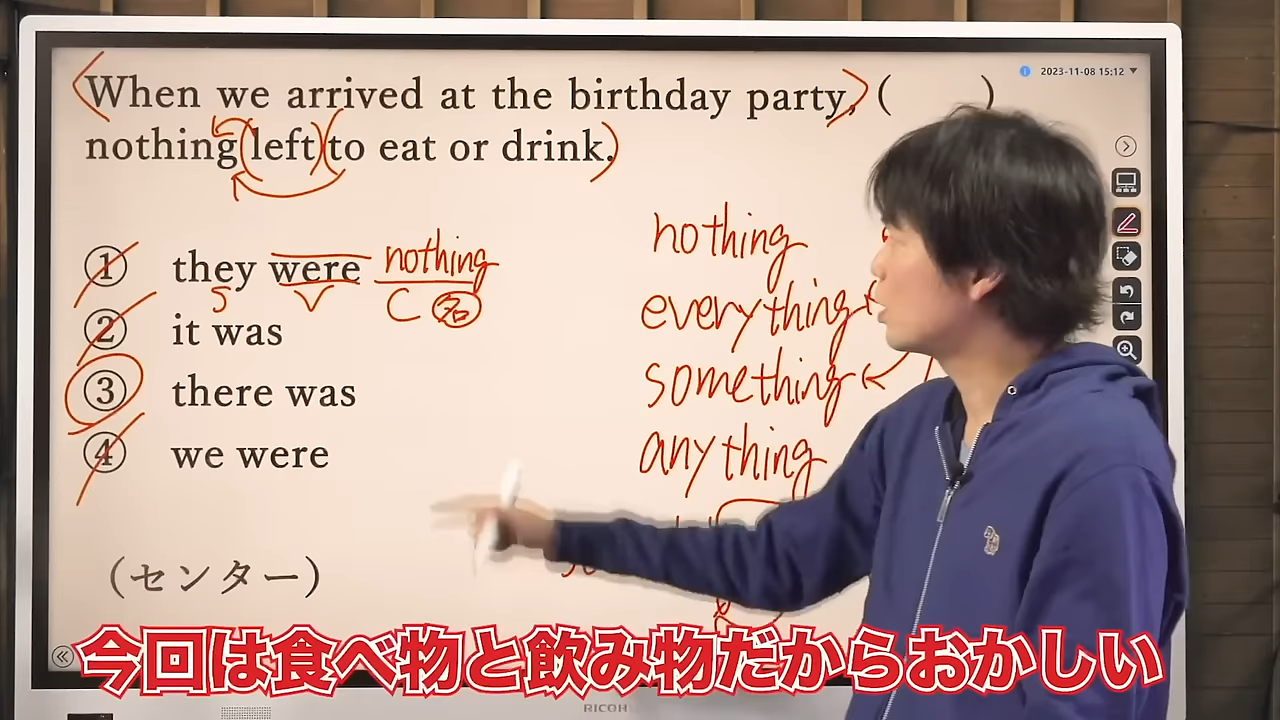 When we arrived at the birthday party, (　　)
nothing left to eat or drink.
① they were nothing
S V C 名
② it was
③ there was
④ we were
(センター)
nothing
everything
something
anything
2023-11-08 15:12
今回は食べ物と飲み物だからおかしい
RICOH